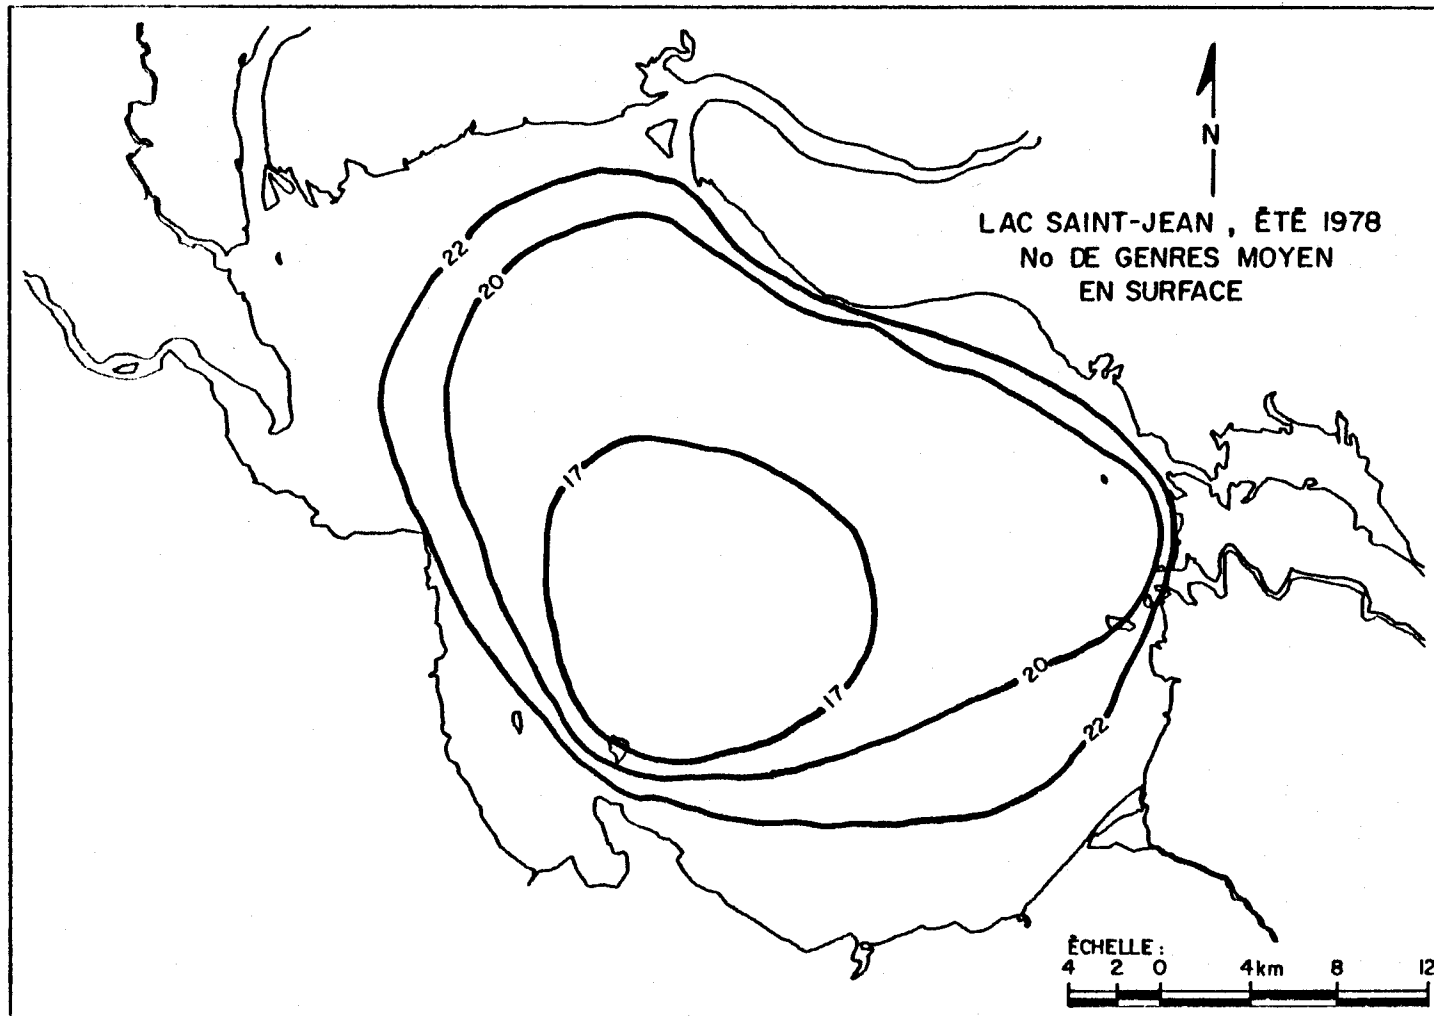 N
LAC SAINT-JEAN , ÉTÉ 1978
No DE GENRES MOYEN
EN SURFACE
22
20
17
20
17
22
ÉCHELLE :
4 2 0 4km 8 12